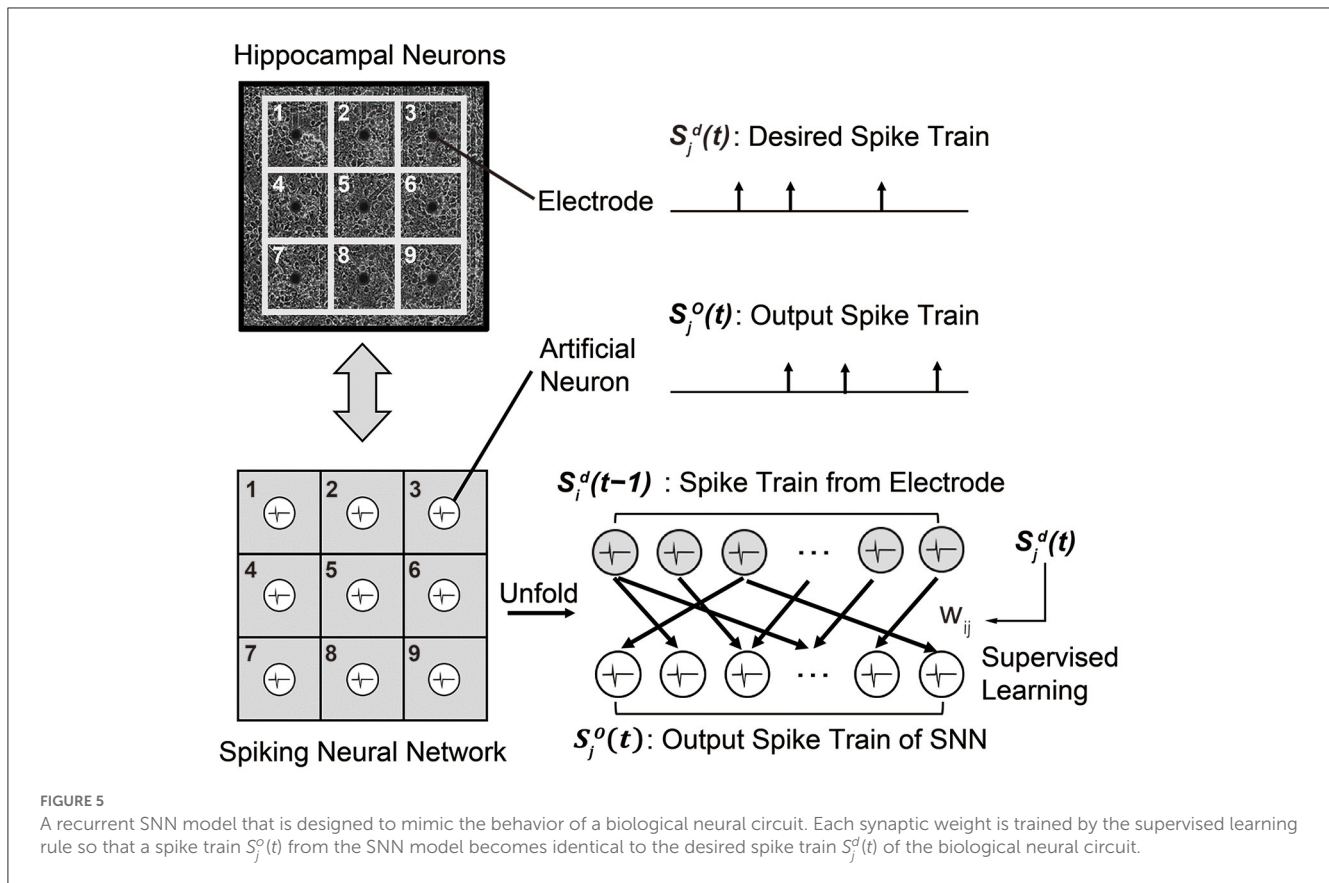 Hippocampal Neurons
1 2 3
4 5 6
7 8 9
Electrode
S_j^d(t): Desired Spike Train
S_j^o(t): Output Spike Train
Artificial
Neuron
1 2 3
4 5 6
7 8 9
Spiking Neural Network
Unfold
S_i^d(t−1) : Spike Train from Electrode
...
S_j^d(t)
w_ij
Supervised
Learning
...
S_j^o(t): Output Spike Train of SNN
FIGURE 5
A recurrent SNN model that is designed to mimic the behavior of a biological neural circuit. Each synaptic weight is trained by the supervised learning
rule so that a spike train S_j^o(t) from the SNN model becomes identical to the desired spike train S_j^d(t) of the biological neural circuit.